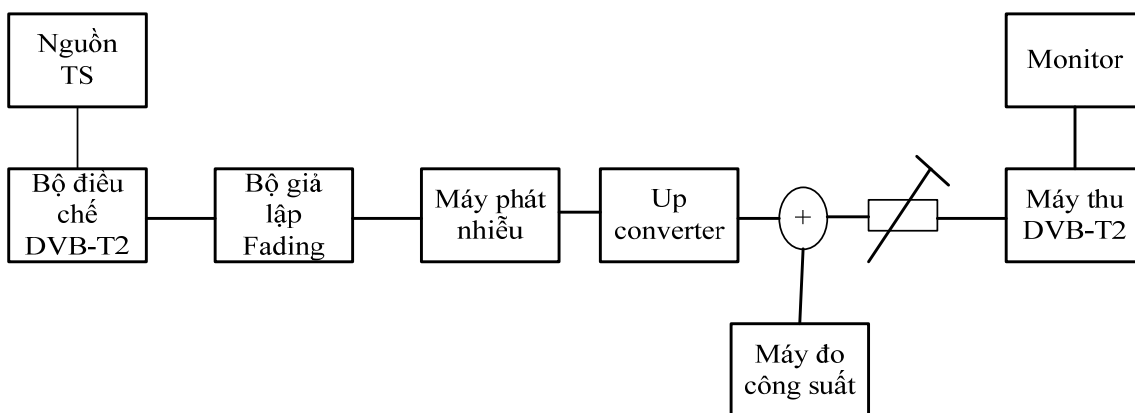 Nguồn
TS
Monitor
Bộ điều
chế
DVB-T2
Bộ giả
lập
Fading
Máy phát
nhiễu
Up
converter
+
Máy thu
DVB-T2
Máy đo
công suất